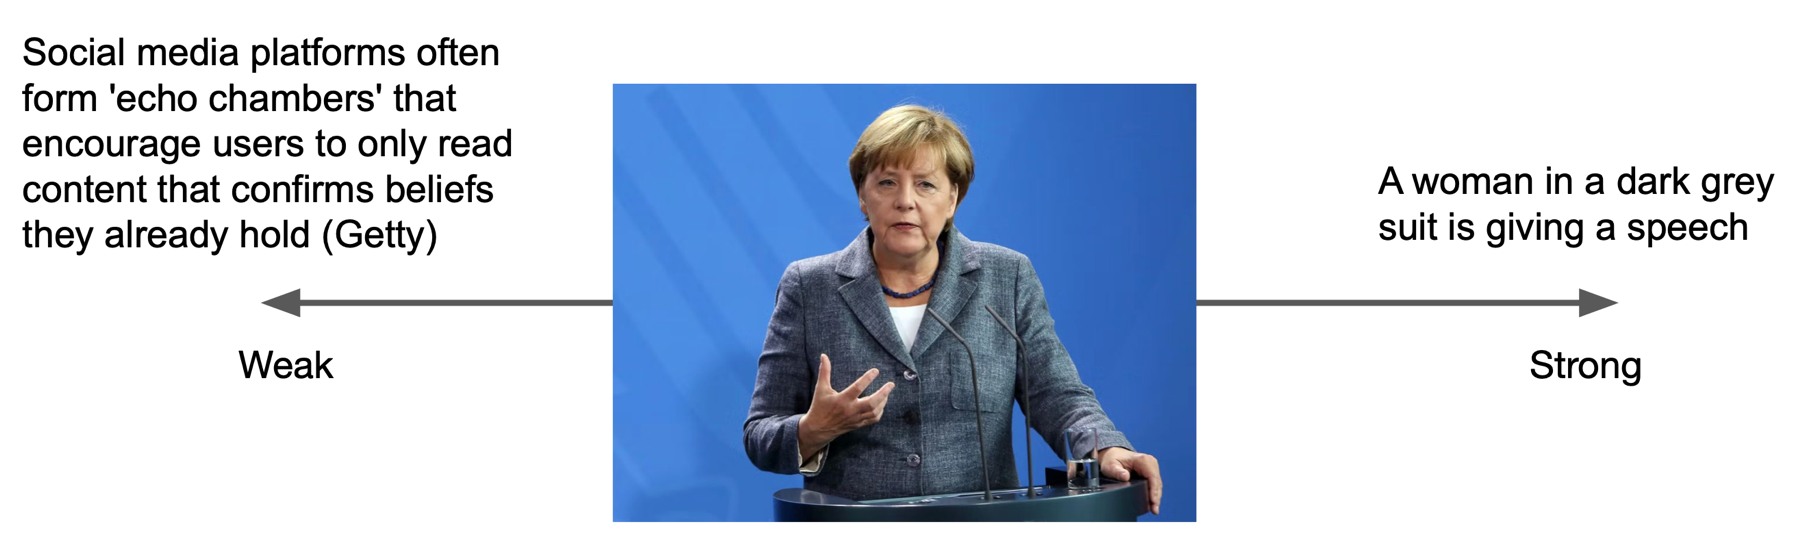 Social media platforms often
form 'echo chambers' that
encourage users to only read
content that confirms beliefs
they already hold (Getty)
Weak
A woman in a dark grey
suit is giving a speech
Strong